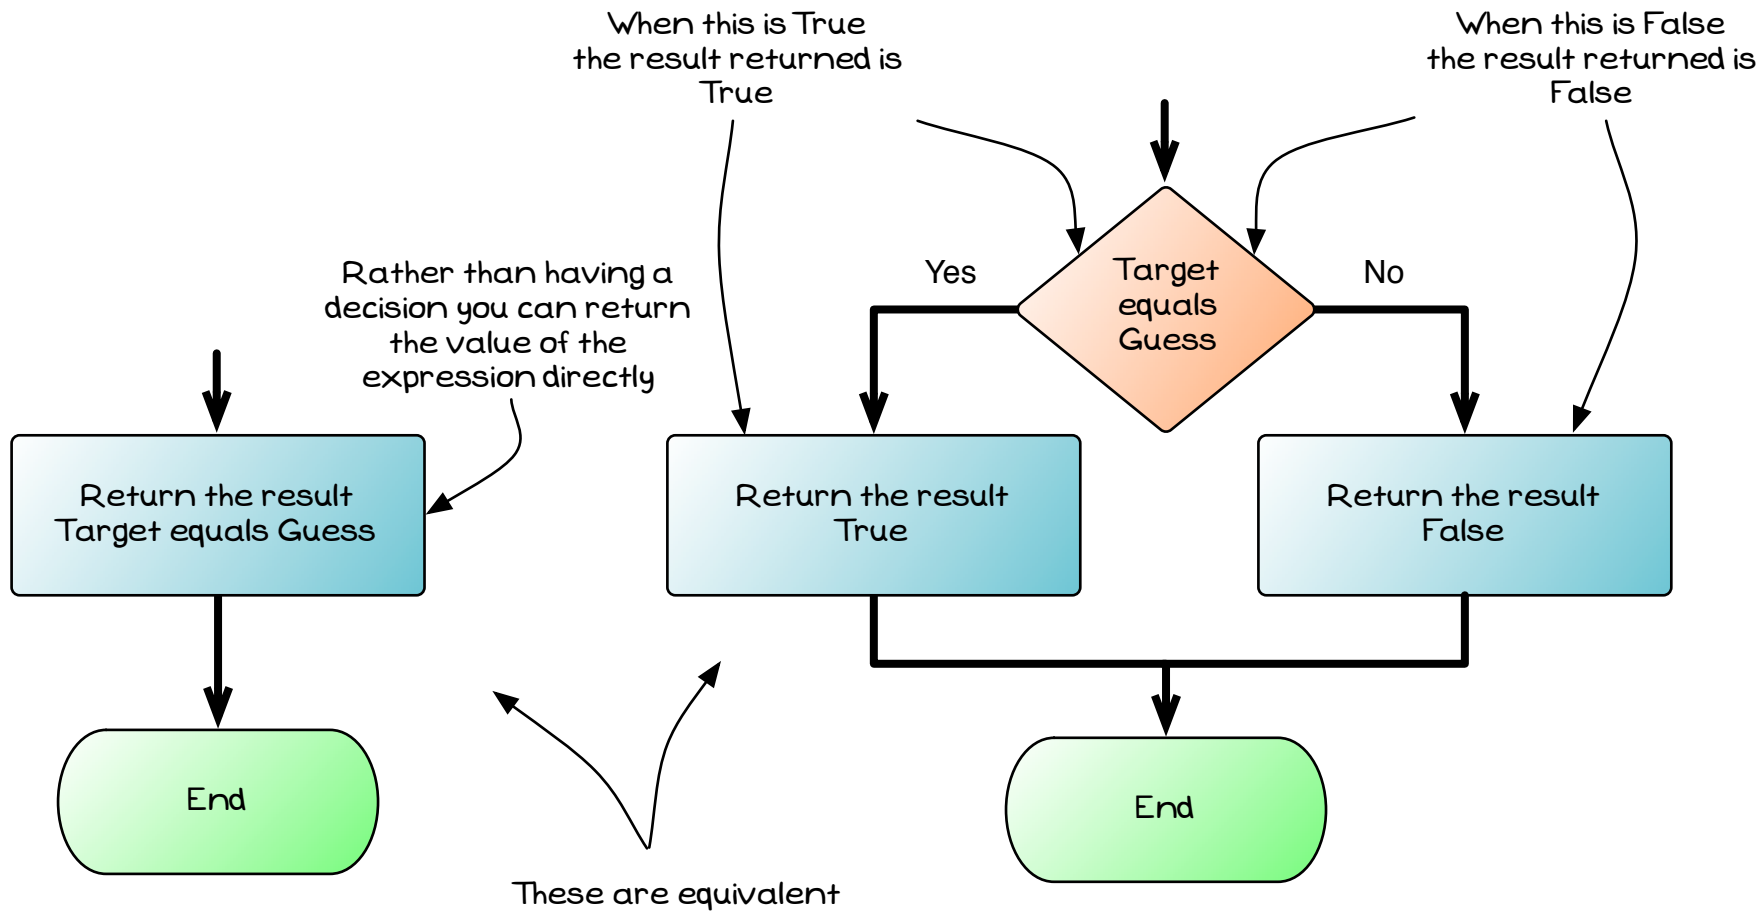 When this is True
the result returned is
True
When this is False
the result returned is
False
Rather than having a
decision you can return
the value of the
expression directly
Yes
Target
equals
Guess
No
Return the result
Target equals Guess
Return the result
True
Return the result
False
End
End
These are equivalent